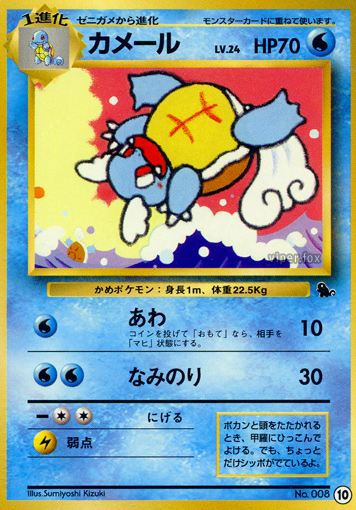 1進化
ゼニガメから進化
モンスターカードに重ねて使います。
カメール LV.24 HP70
viperfox
かめポケモン：身長1m、体重22.5Kg
あわ 10
コインを投げて「おもて」なら、相手を
「マヒ」状態にする。
なみのり 30
にげる
弱点
ポカンと頭をたたかれる
とき、甲羅にひっこんで
よける。でも、ちょっと
だけシッポがでているよ。
Illus.Sumiyoshi Kizuki
No. 008 10